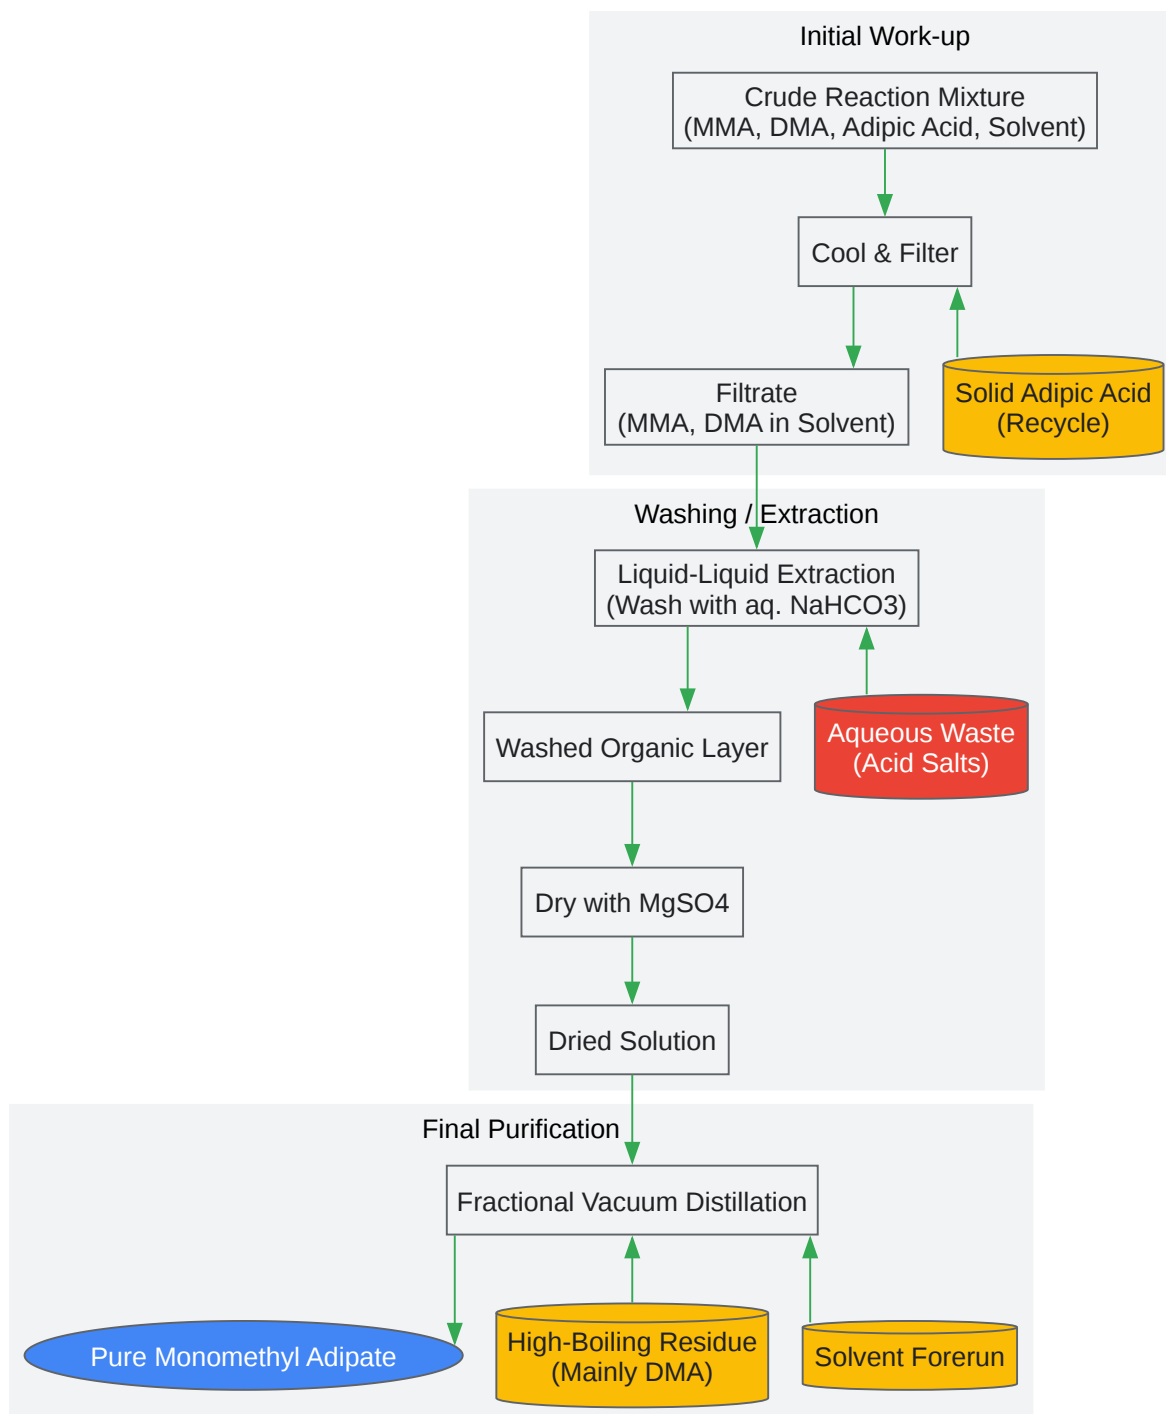 Initial Work-up
Crude Reaction Mixture
(MMA, DMA, Adipic Acid, Solvent)
Cool & Filter
Filtrate
(MMA, DMA in Solvent)
Solid Adipic Acid
(Recycle)
Washing / Extraction
Liquid-Liquid Extraction
(Wash with aq. NaHCO3)
Washed Organic Layer
Aqueous Waste
(Acid Salts)
Dry with MgSO4
Dried Solution
Final Purification
Fractional Vacuum Distillation
Pure Monomethyl Adipate
High-Boiling Residue
(Mainly DMA)
Solvent Forerun